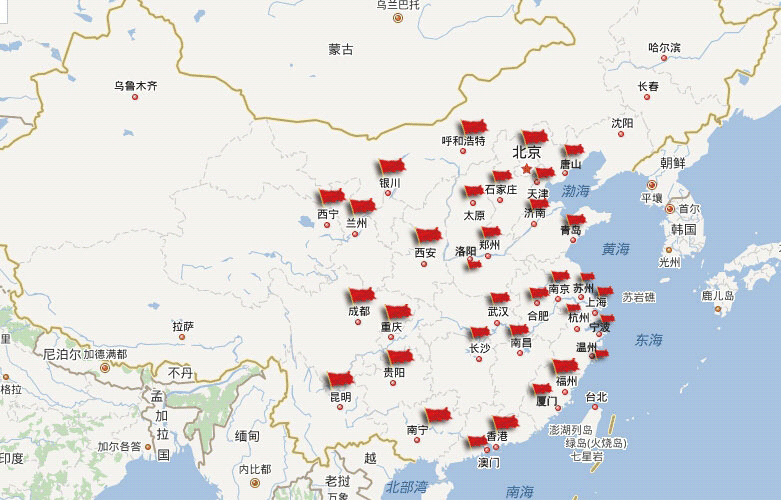 乌兰巴托
蒙古
哈尔滨
乌鲁木齐
长春
沈阳
呼和浩特
北京
唐山
朝鲜
银川
石家庄
天津
渤海
平壤
西宁
兰州
太原
济南
首尔
韩国
青岛
西安
洛阳
郑州
黄海
光州
南京
苏州
上海
苏岩礁
鹿儿岛
成都
重庆
武汉
合肥
杭州
宁波
拉萨
长沙
南昌
东海
里
尼泊尔
加德满都
不丹
贵阳
温州
格拉
孟
加
拉
国
昆明
福州
厦门
台北
加尔各答
缅甸
南宁
香港
澳门
澎湖列岛
绿岛(火烧岛)
七星岩
印度
越
内比都
老挝
万象
北部湾
南海